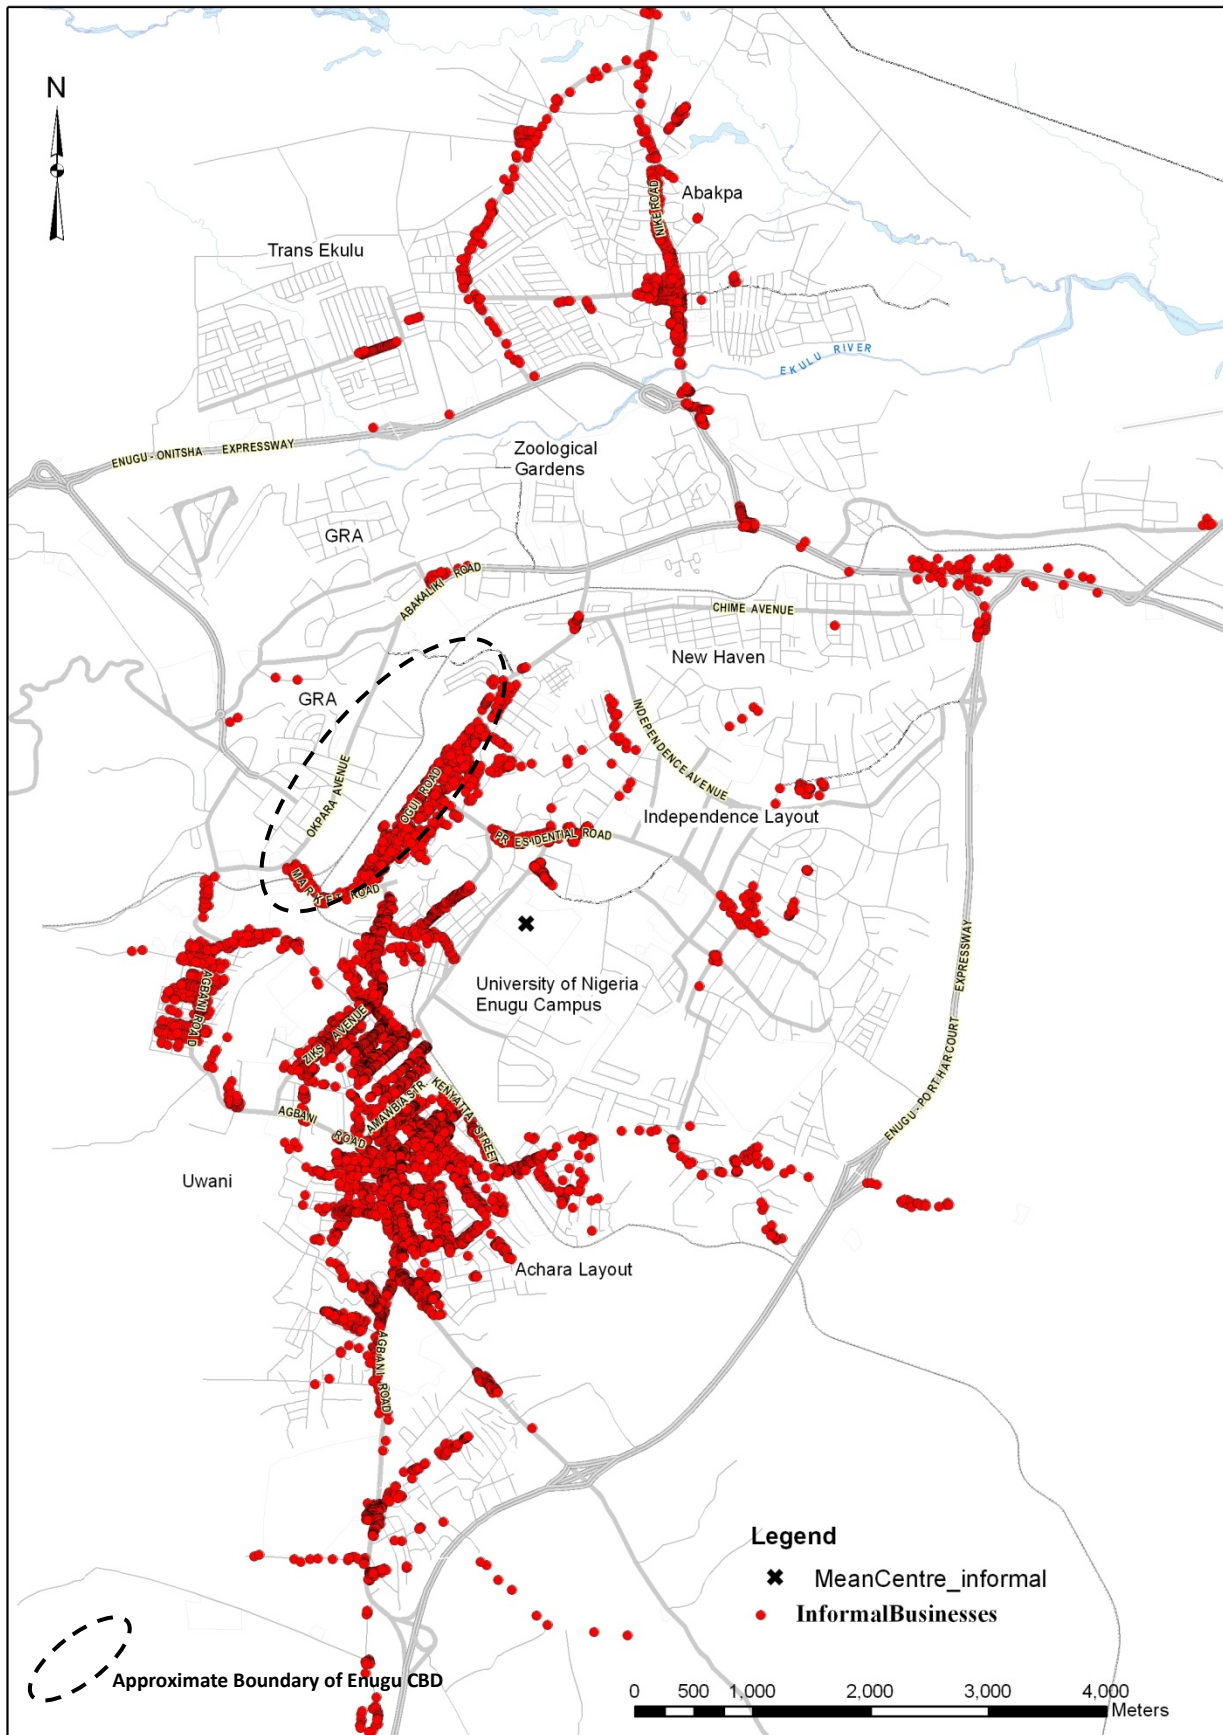 N
Abakpa
NIKE ROAD
Trans Ekulu
EKULU RIVER
ENUGU - ONITSHA EXPRESSWAY
Zoological
Gardens
GRA
ABAKALIKI ROAD
CHIME AVENUE
New Haven
GRA
INDEPENDENCE AVENUE
OKPARA AVENUE
OGUI ROAD
Independence Layout
PRESIDENTIAL ROAD
MARKET ROAD
University of Nigeria
Enugu Campus
AGBANI ROAD
ZIKS AVENUE
ENUGU - PORT HARCOURT EXPRESSWAY
AMAWBIA STR.
KENYATTA STREET
AGBANI ROAD
Uwani
Achara Layout
AGBANI ROAD
Legend
MeanCentre_informal
InformalBusinesses
Approximate Boundary of Enugu CBD
0 500 1,000 2,000 3,000 4,000
Meters